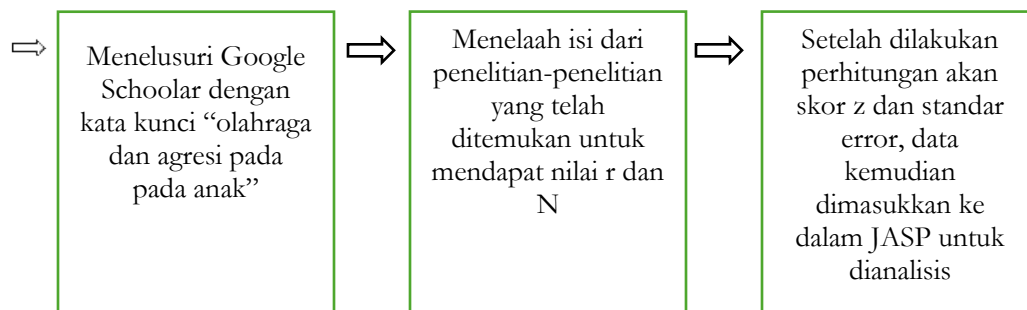 Menelusuri Google
Schoolar dengan
kata kunci “olahraga
dan agresi pada
pada anak”
Menelaah isi dari
penelitian-penelitian
yang telah
ditemukan untuk
mendapat nilai r dan
N
Setelah dilakukan
perhitungan akan
skor z dan standar
error, data
kemudian
dimasukkan ke
dalam JASP untuk
dianalisis